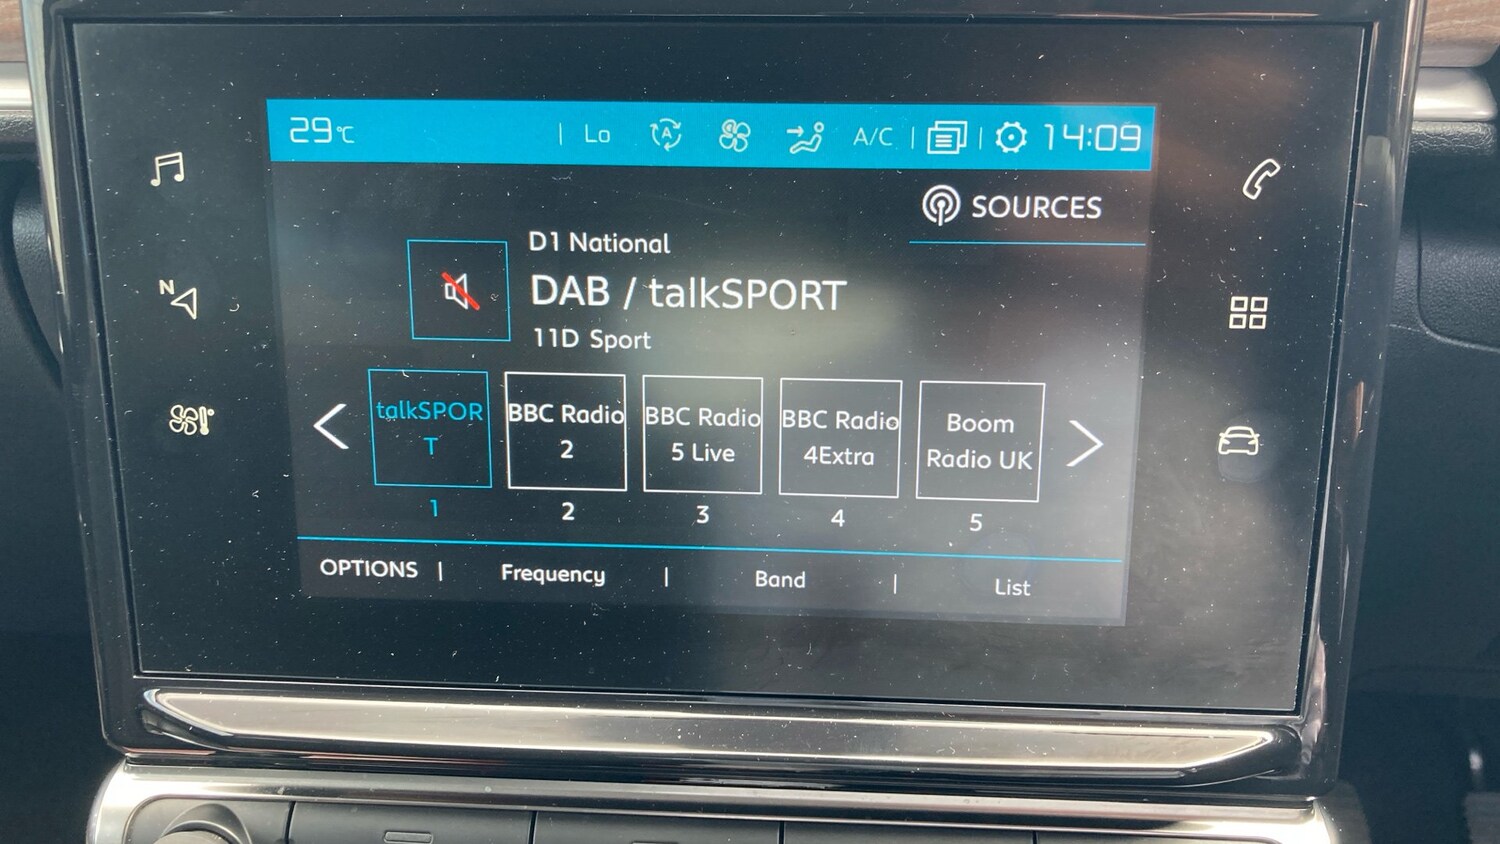 29°C | Lo A A/C | | 14:09
SOURCES
D1 National
DAB / talkSPORT
11D Sport
N
talkSPOR
T
BBC Radio
2
BBC Radio
5 Live
BBC Radio
4Extra
Boom
Radio UK
1 2 3 4 5
OPTIONS | Frequency | Band | List